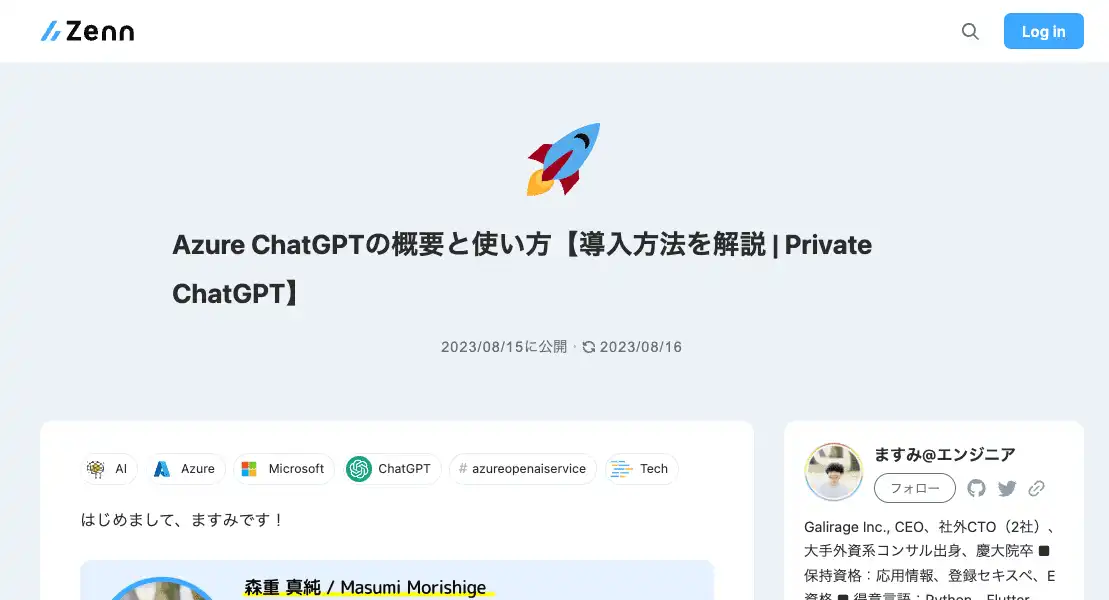 Zenn
Log in
Azure ChatGPTの概要と使い方【導入方法を解説 | Private
ChatGPT】
2023/08/15に公開 · 2023/08/16
AI
Azure
Microsoft
ChatGPT
# azureopenaiservice
Tech
はじめまして、ますみです！
森重 真純 / Masumi Morishige
ますみ@エンジニア
フォロー
Galirage Inc., CEO、社外CTO（2社）、
大手外資系コンサル出身、慶大院卒 ■
保持資格：応用情報、登録セキスペ、E
資格 ■ 得意言語：Python、Flutter